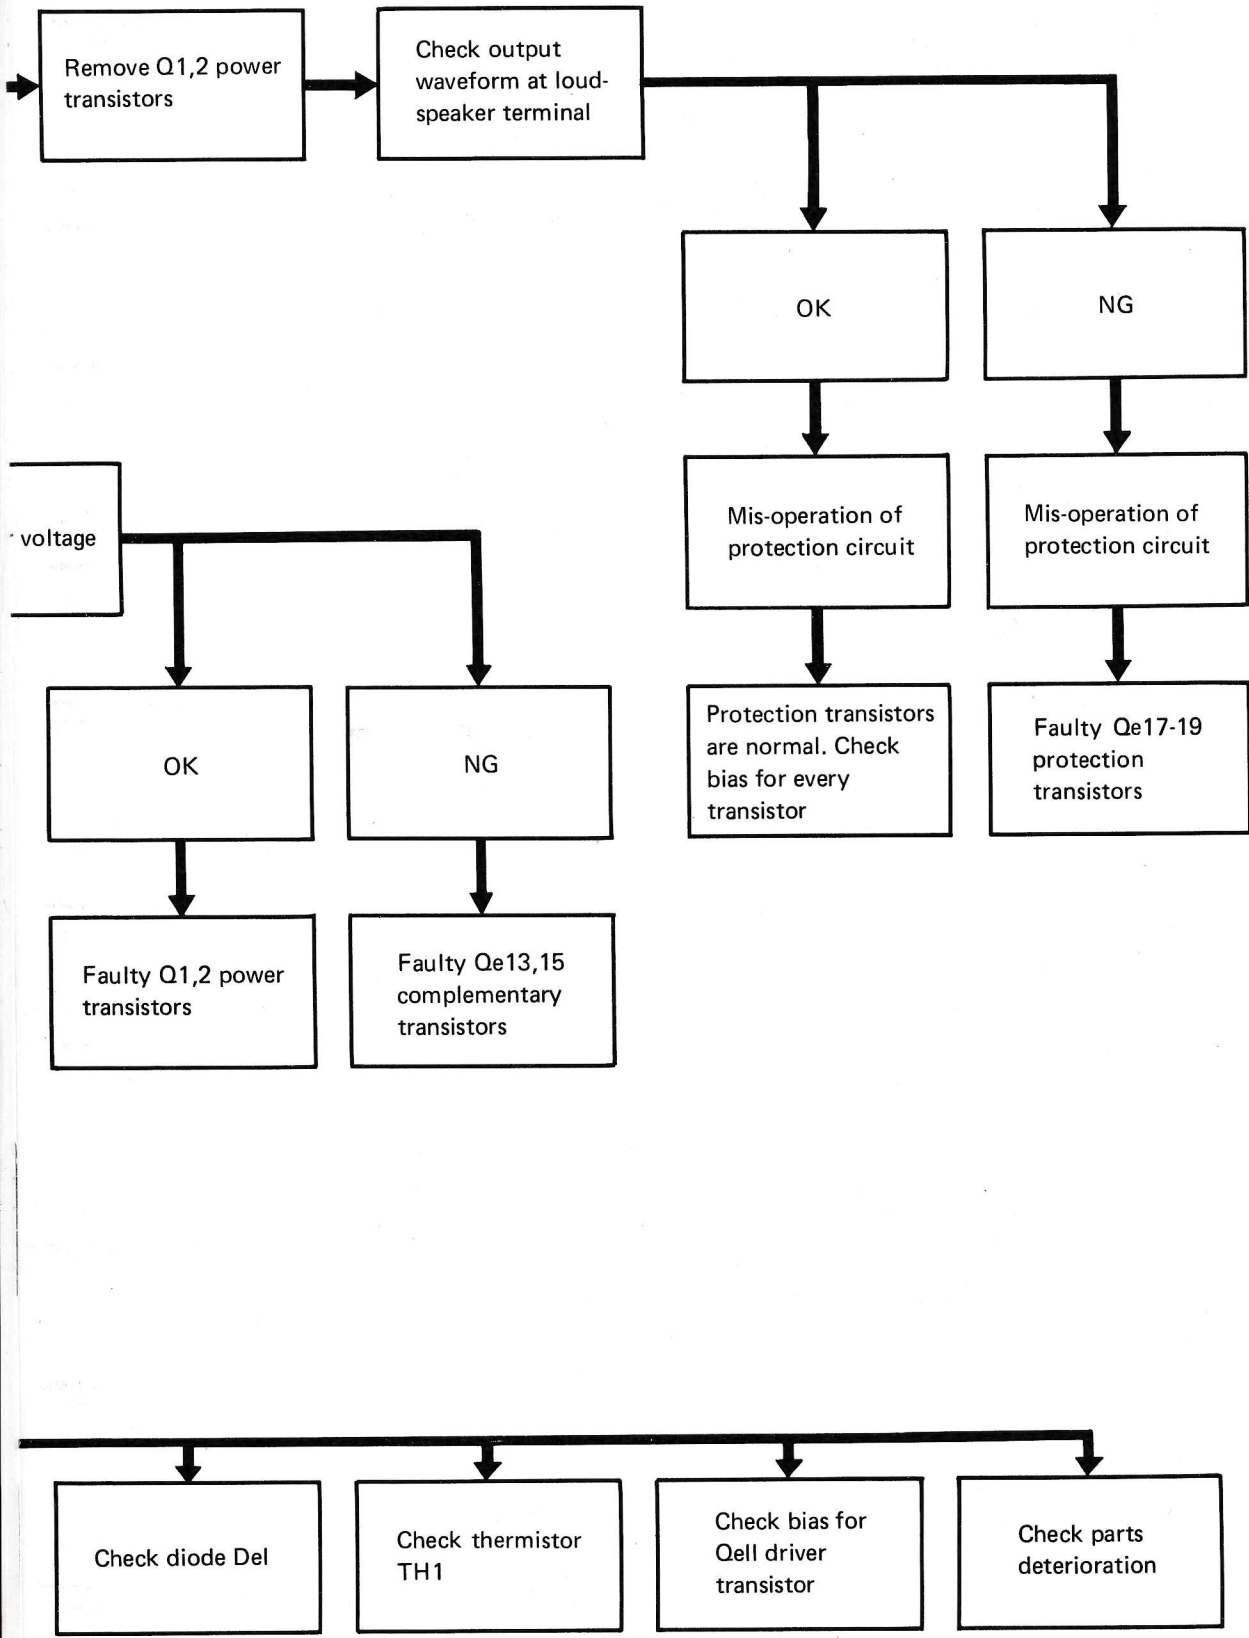 Remove Q1,2 power
transistors
Check output
waveform at loud-
speaker terminal
OK
NG
Mis-operation of
protection circuit
Mis-operation of
protection circuit
Protection transistors
are normal. Check
bias for every
transistor
Faulty Qe17-19
protection
transistors
voltage
OK
NG
Faulty Q1,2 power
transistors
Faulty Qe13,15
complementary
transistors
Check diode Del
Check thermistor
TH1
Check bias for
Qell driver
transistor
Check parts
deterioration